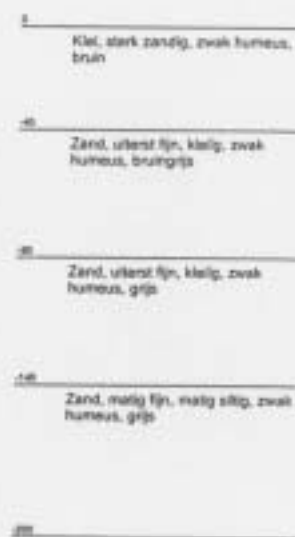 0
Klei, sterk zandig, zwak humeus,
bruin
Zand, uiterst fijn, kleiig, zwak
humeus, bruingrijs
Zand, uiterst fijn, kleiig, zwak
humeus, grijs
Zand, matig fijn, matig siltig, zwak
humeus, grijs